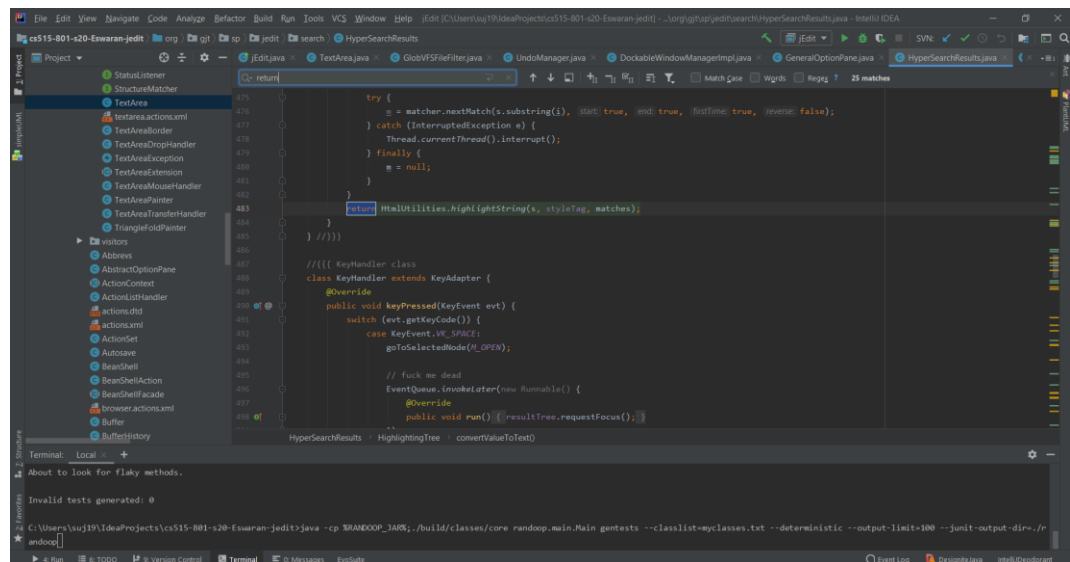 File Edit View Navigate Code Analyze Refactor Build Run Tools VCS Window Help jEdit [C:\Users\suj19\IdeaProjects\cs515-801-s20-Eswaran-jedit] - ...\org\gjt\sp\jedit\search\HyperSearchResults.java - IntelliJ IDEA
cs515-801-s20-Eswaran-jedit org gjt sp jedit search HyperSearchResults jEdit SVN:
Project jEdit.java TextArea.java GlobVFSFileFilter.java UndoManager.java DockableWindowManagerImpl.java GeneralOptionPane.java HyperSearchResults.java
return Match Case Words Regex ? 25 matches
1: Project
simpleUML
7: Structure
2: Favorites
Ant
PlantUML
StatusListener
StructureMatcher
TextArea
textarea.actions.xml
TextAreaBorder
TextAreaDropHandler
TextAreaException
TextAreaExtension
TextAreaMouseHandler
TextAreaPainter
TextAreaTransferHandler
TriangleFoldPainter
visitors
Abbrevs
AbstractOptionPane
ActionContext
ActionListHandler
actions.dtd
actions.xml
ActionSet
Autosave
BeanShell
BeanShellAction
BeanShellFacade
browser.actions.xml
Buffer
BufferHistory
475 try {
476 m = matcher.nextMatch(s.substring(i), start: true, end: true, firstTime: true, reverse: false);
477 } catch (InterruptedException e) {
478 Thread.currentThread().interrupt();
479 } finally {
480 m = null;
481 }
482 }
483 return HtmlUtilities.highlightString(s, styleTag, matches);
484 }
485 } //}}}
486
487 //{{{ KeyHandler class
488 class KeyHandler extends KeyAdapter {
489 @Override
490 public void keyPressed(KeyEvent evt) {
491 switch (evt.getKeyCode()) {
492 case KeyEvent.VK_SPACE:
493 goToSelectedNode(M_OPEN);
494
495 // fuck me dead
496 EventQueue.invokeLater(new Runnable() {
497 @Override
498 public void run() { resultTree.requestFocus(); }
HyperSearchResults HighlightingTree convertValueToText()
Terminal: Local × +
About to look for flaky methods.
Invalid tests generated: 0
C:\Users\suj19\IdeaProjects\cs515-801-s20-Eswaran-jedit>java -cp %RANDOOP_JAR%;./build/classes/core randoop.main.Main gentests --classlist=myclasses.txt --deterministic --output-limit=100 --junit-output-dir=./r
andoop
4: Run 6: TODO 9: Version Control Terminal 0: Messages EvoSuite Event Log DesigniteJava IntelliJDeodorant